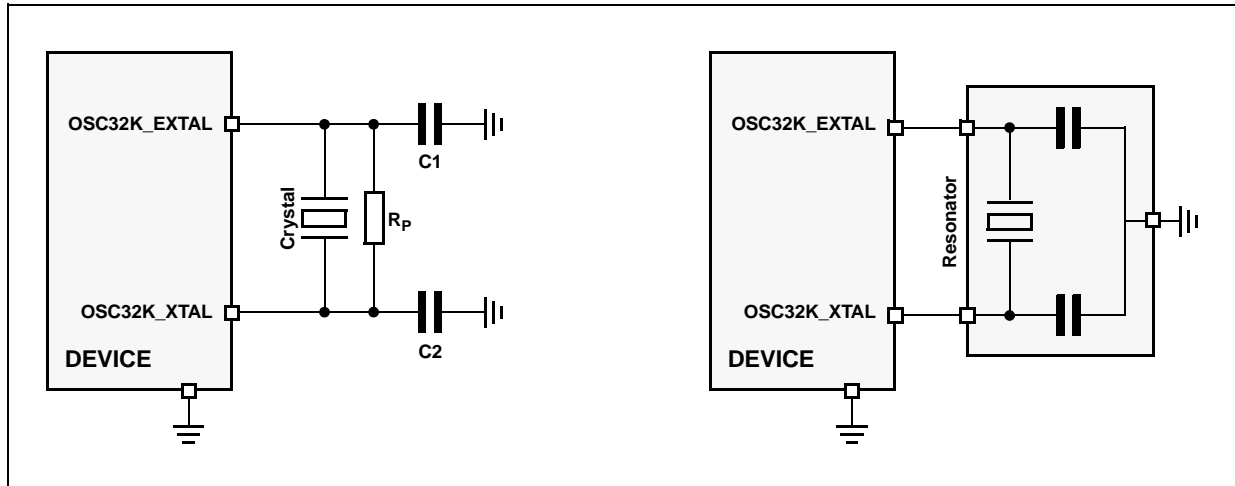 OSC32K_EXTAL
C1
Crystal
RP
OSC32K_XTAL
C2
DEVICE
OSC32K_EXTAL
Resonator
OSC32K_XTAL
DEVICE